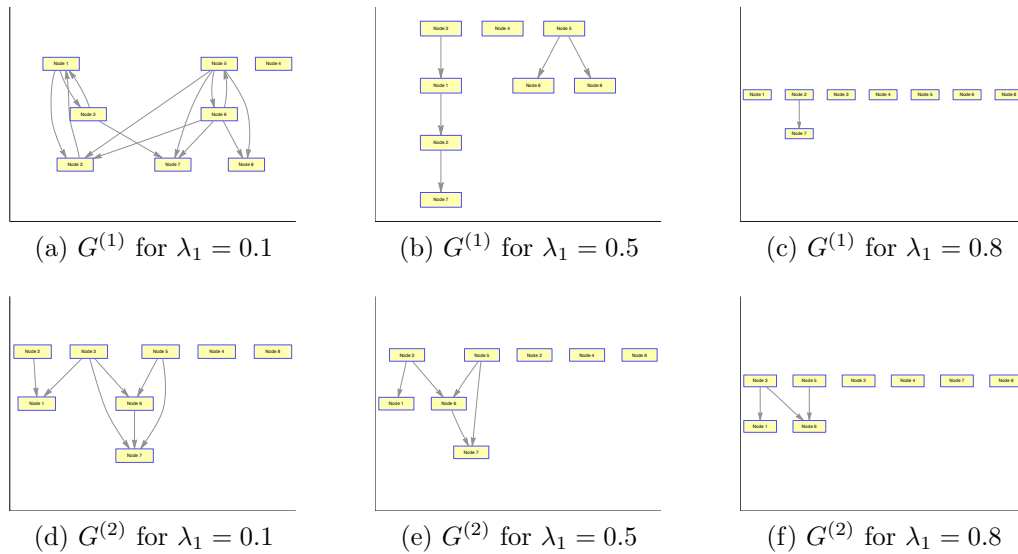 Node 1
Node 5
Node 4
Node 2
Node 6
Node 3
Node 7
Node 8
(a) G^{(1)} for λ₁ = 0.1
Node 3
Node 4
Node 5
Node 1
Node 6
Node 8
Node 2
Node 7
(b) G^{(1)} for λ₁ = 0.5
Node 1
Node 2
Node 3
Node 4
Node 5
Node 6
Node 8
Node 7
(c) G^{(1)} for λ₁ = 0.8
Node 2
Node 3
Node 5
Node 4
Node 8
Node 1
Node 6
Node 7
(d) G^{(2)} for λ₁ = 0.1
Node 3
Node 5
Node 2
Node 4
Node 8
Node 1
Node 6
Node 7
(e) G^{(2)} for λ₁ = 0.5
Node 3
Node 5
Node 2
Node 4
Node 7
Node 8
Node 1
Node 6
(f) G^{(2)} for λ₁ = 0.8